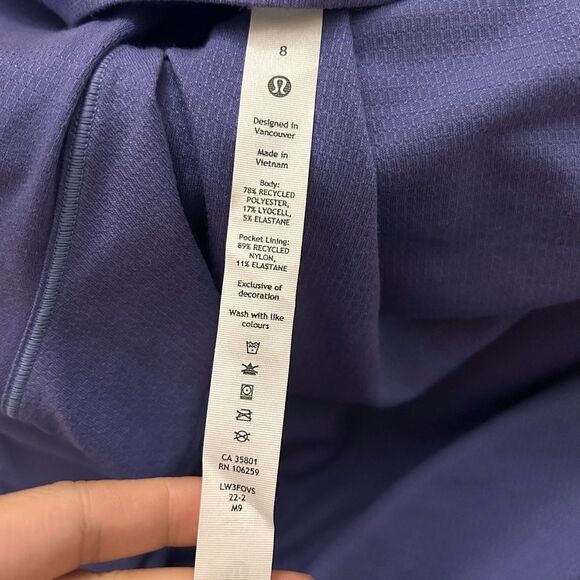 8
Designed in
Vancouver
Made in
Vietnam
Body:
78% RECYCLED
POLYESTER,
17% LYOCELL,
5% ELASTANE
Pocket Lining:
89% RECYCLED
NYLON,
11% ELASTANE
Exclusive of
decoration
Wash with like
colours
CA 35801
RN 106259
LW3FOVS
22-2
M9